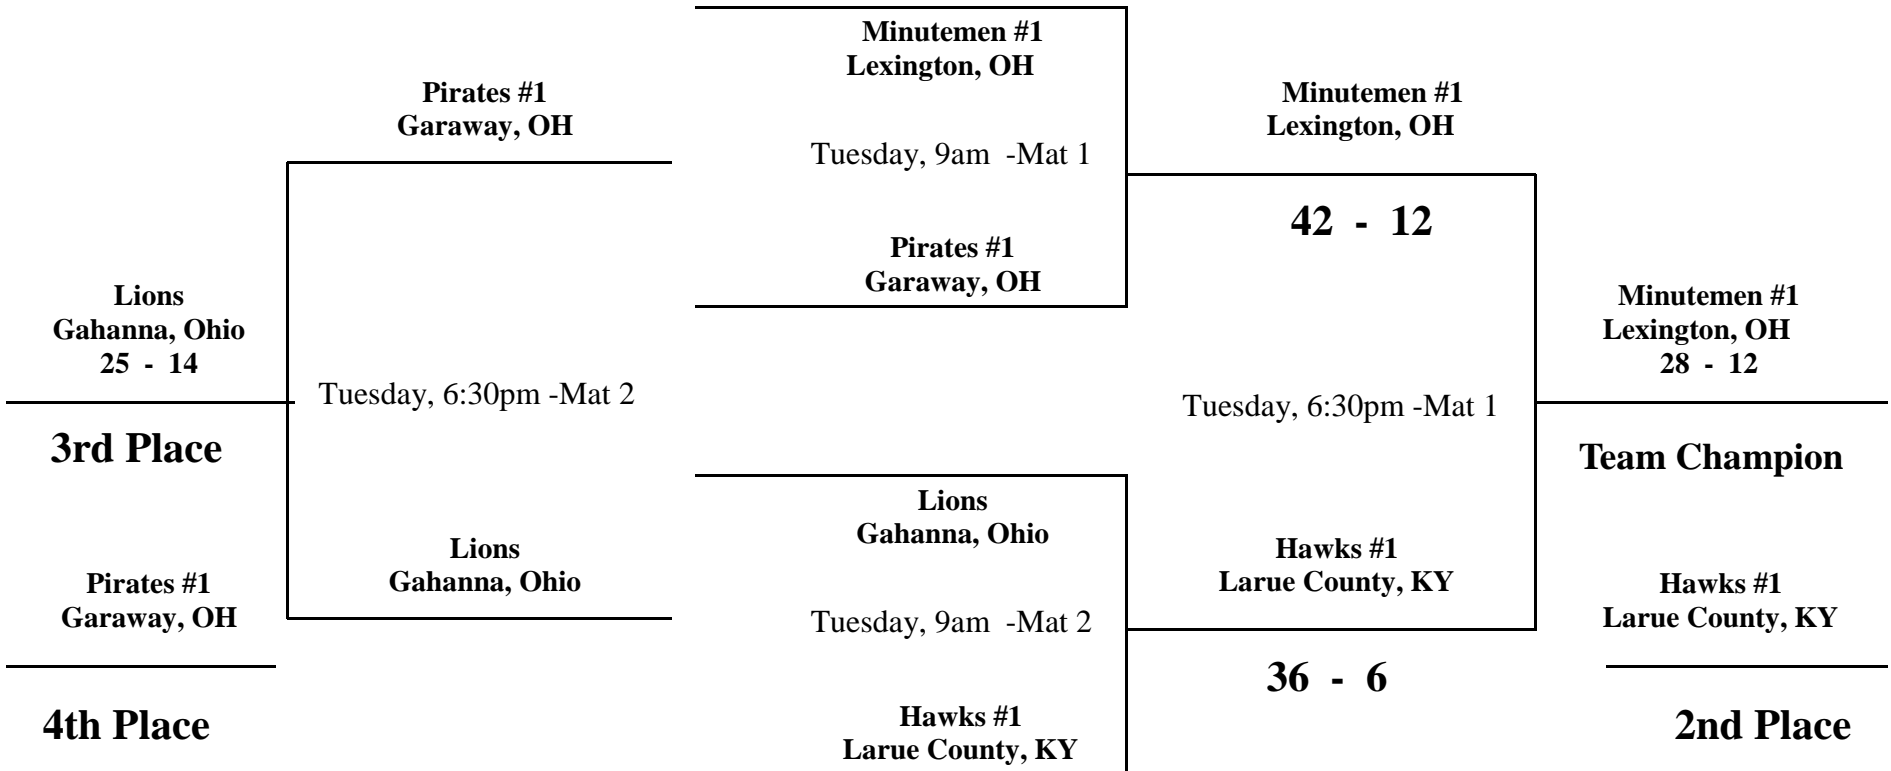 Minutemen #1
Lexington, OH
Pirates #1
Garaway, OH
Minutemen #1
Lexington, OH
Tuesday, 9am -Mat 1
42 - 12
Pirates #1
Garaway, OH
Lions
Gahanna, Ohio
25 - 14
Minutemen #1
Lexington, OH
28 - 12
Tuesday, 6:30pm -Mat 2
Tuesday, 6:30pm -Mat 1
3rd Place
Team Champion
Lions
Gahanna, Ohio
Lions
Gahanna, Ohio
Hawks #1
Larue County, KY
Pirates #1
Garaway, OH
Hawks #1
Larue County, KY
Tuesday, 9am -Mat 2
36 - 6
4th Place
Hawks #1
Larue County, KY
2nd Place